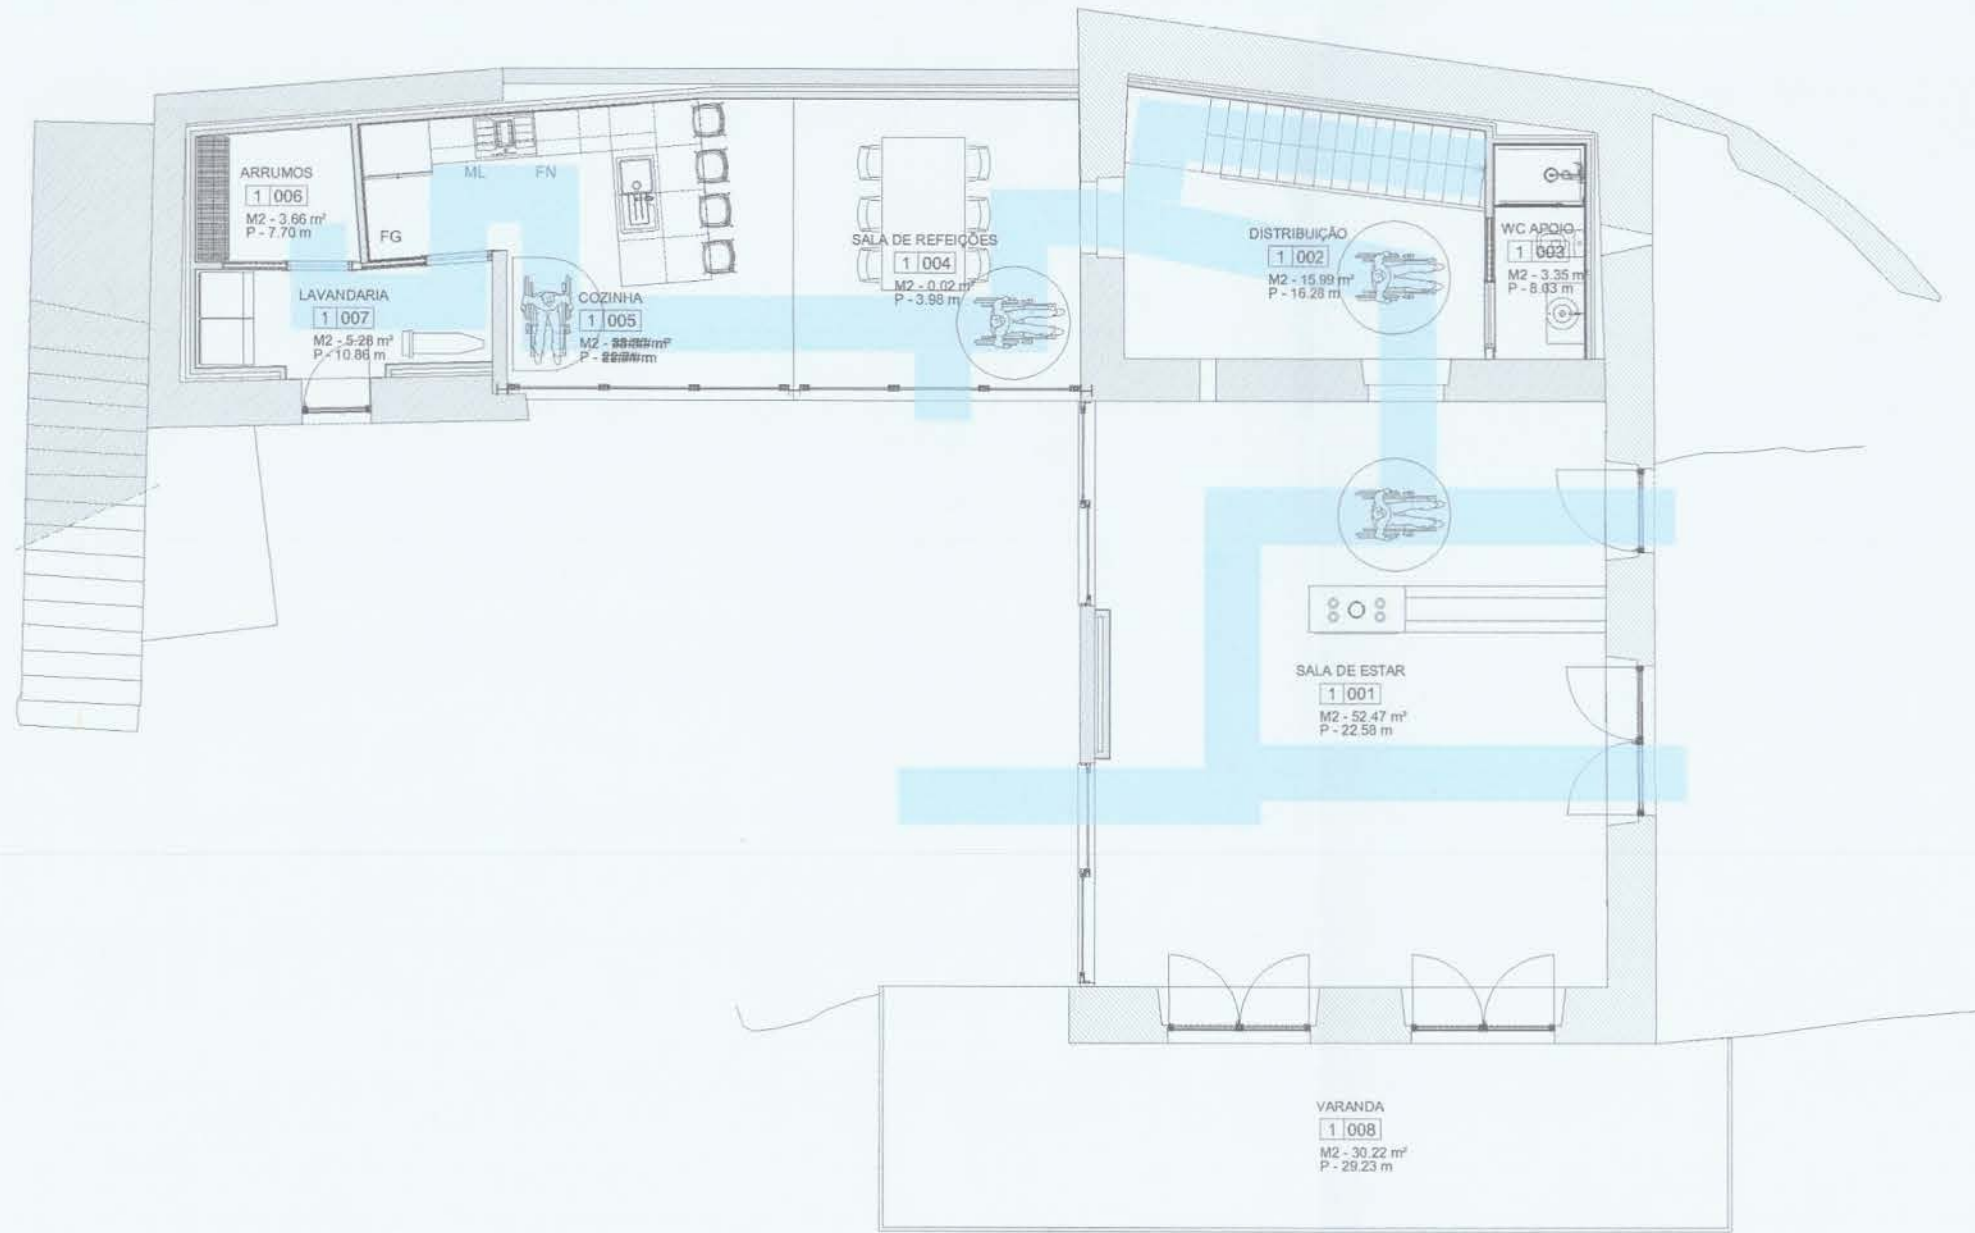 ARRUMOS
1 006
M2 - 3.66 m²
P - 7.70 m
ML
FN
FG
LAVANDARIA
1 007
M2 - 5.28 m²
P - 10.86 m
COZINHA
1 005
M2 -
P -
SALA DE REFEIÇÕES
1 004
M2 - 0.02 m²
P - 3.98 m
DISTRIBUIÇÃO
1 002
M2 - 15.99 m²
P - 16.28 m
WC APOIO
1 003
M2 - 3.35 m²
P - 8.03 m
SALA DE ESTAR
1 001
M2 - 52.47 m²
P - 22.58 m
VARANDA
1 008
M2 - 30.22 m²
P - 29.23 m